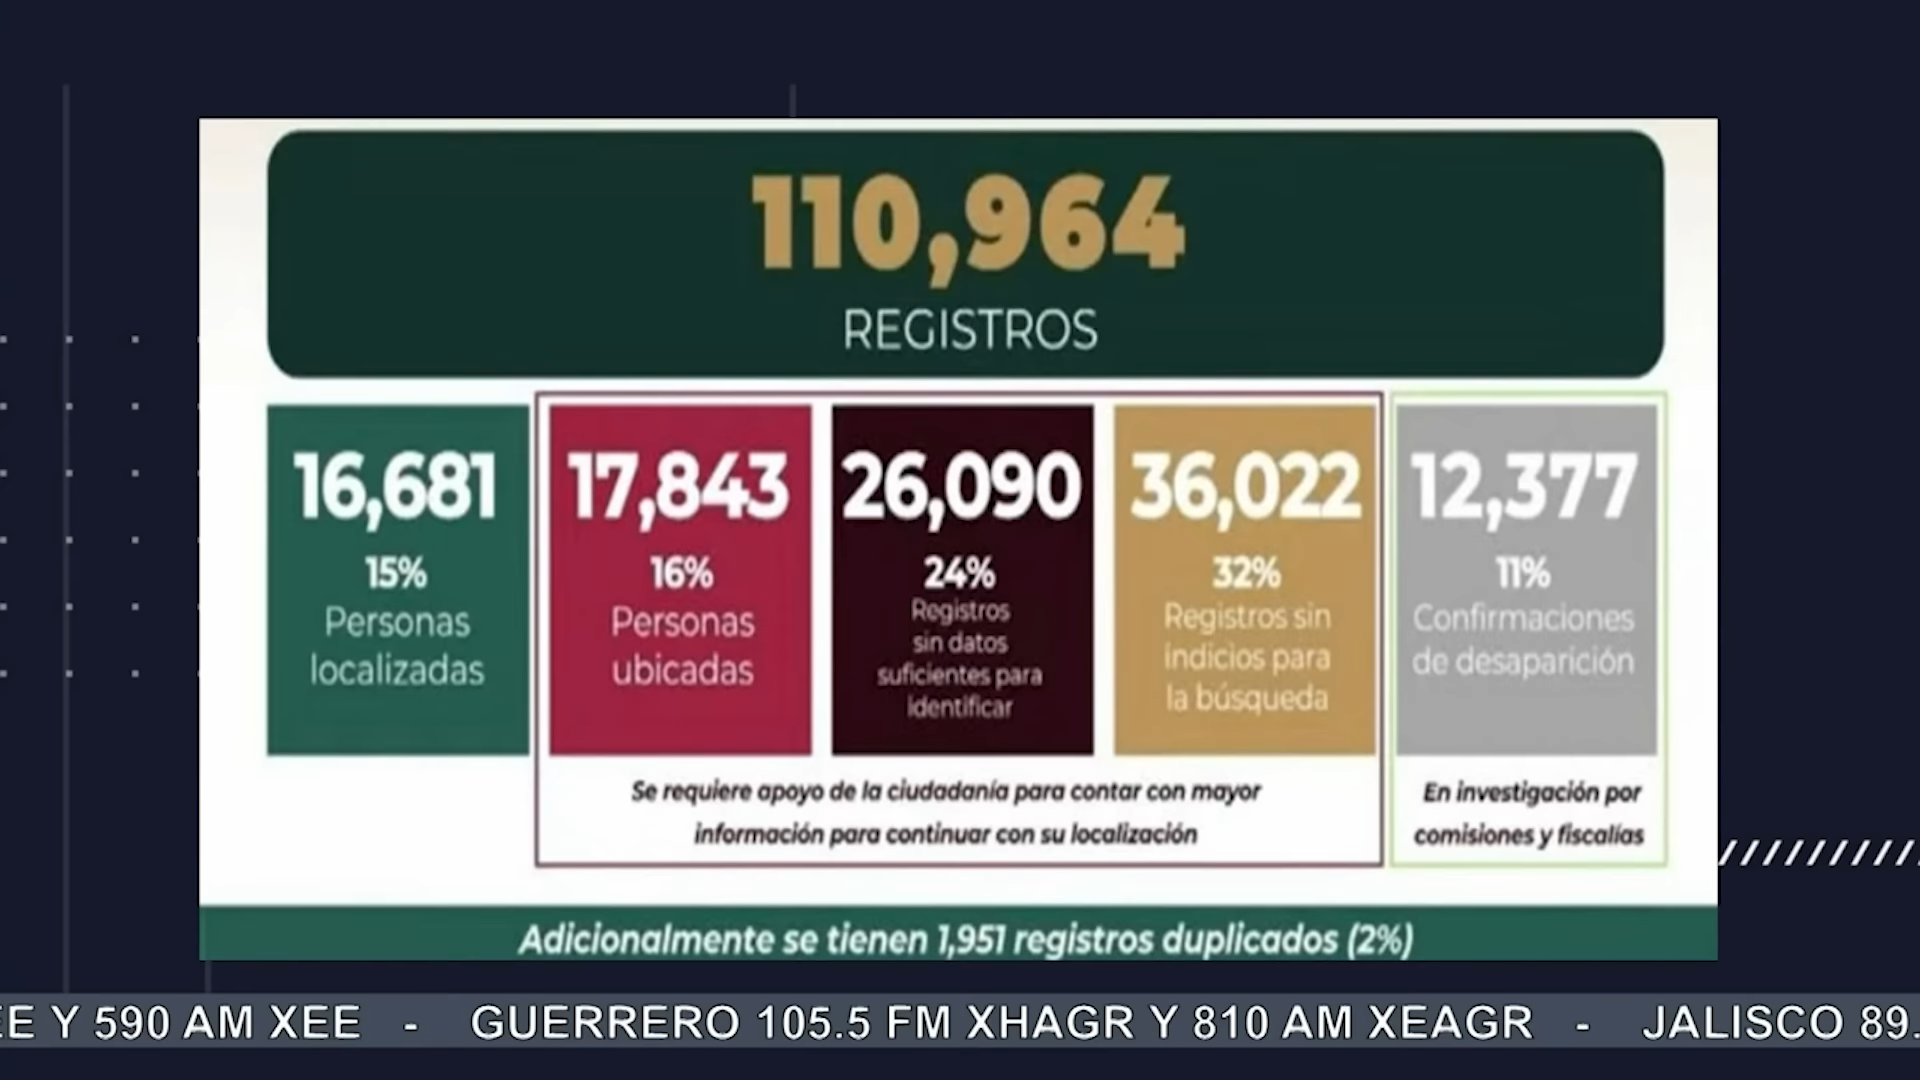 110,964
REGISTROS
16,681
15%
Personas
localizadas
17,843
16%
Personas
ubicadas
26,090
24%
Registros
sin datos
suficientes para
identificar
36,022
32%
Registros sin
indicios para
la búsqueda
12,377
11%
Confirmaciones
de desaparición
Se requiere apoyo de la ciudadanía para contar con mayor
información para continuar con su localización
En investigación por
comisiones y fiscalías
Adicionalmente se tienen 1,951 registros duplicados (2%)
EE Y 590 AM XEE - GUERRERO 105.5 FM XHAGR Y 810 AM XEAGR - JALISCO 89.